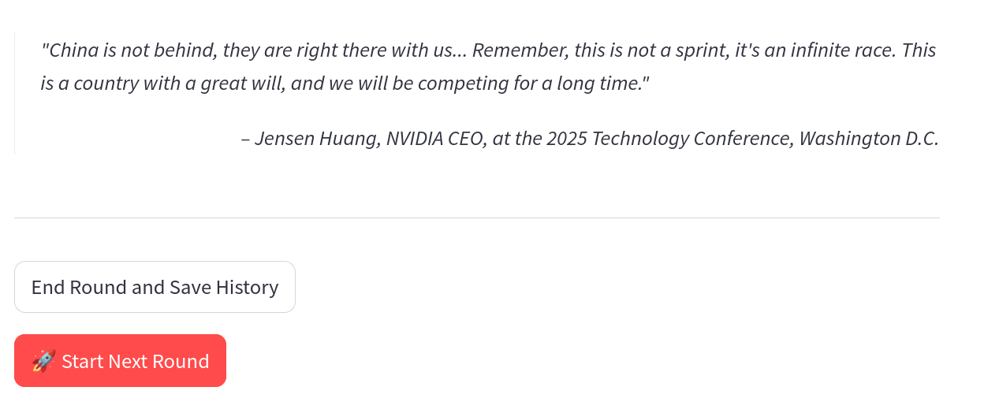 "China is not behind, they are right there with us... Remember, this is not a sprint, it's an infinite race. This
is a country with a great will, and we will be competing for a long time."
– Jensen Huang, NVIDIA CEO, at the 2025 Technology Conference, Washington D.C.
End Round and Save History
🚀 Start Next Round